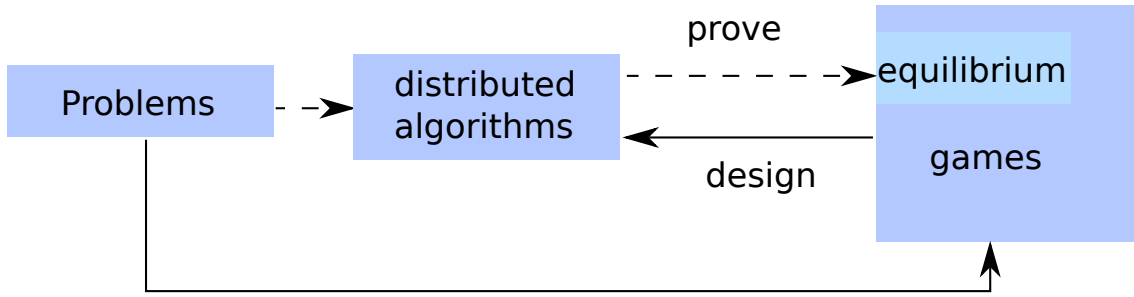 Problems
distributed
algorithms
prove
design
equilibrium
games